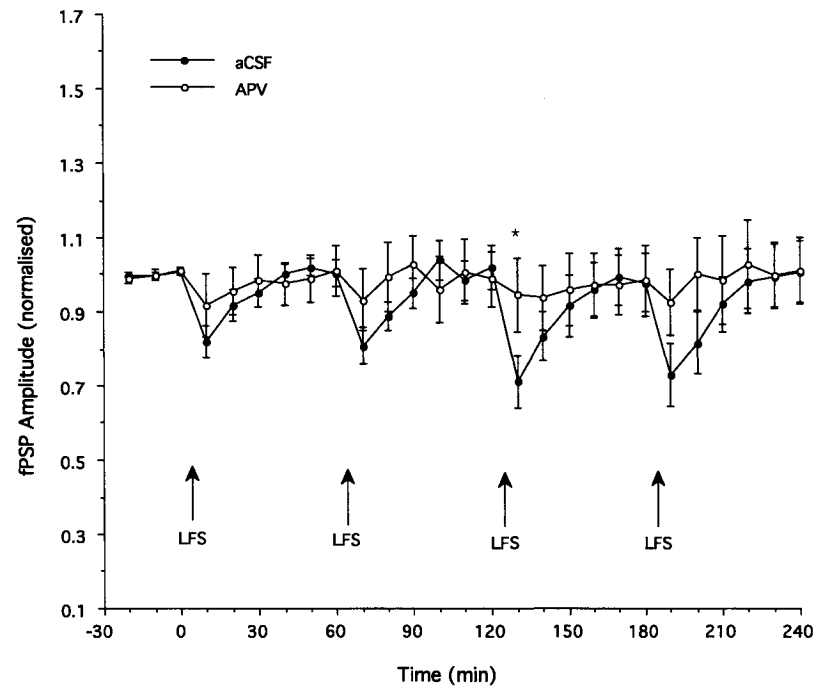 1.7
1.5
1.3
1.1
0.9
0.7
0.5
0.3
0.1
fPSP Amplitude (normalised)
aCSF
APV
*
LFS LFS LFS LFS
-30 0 30 60 90 120 150 180 210 240
Time (min)